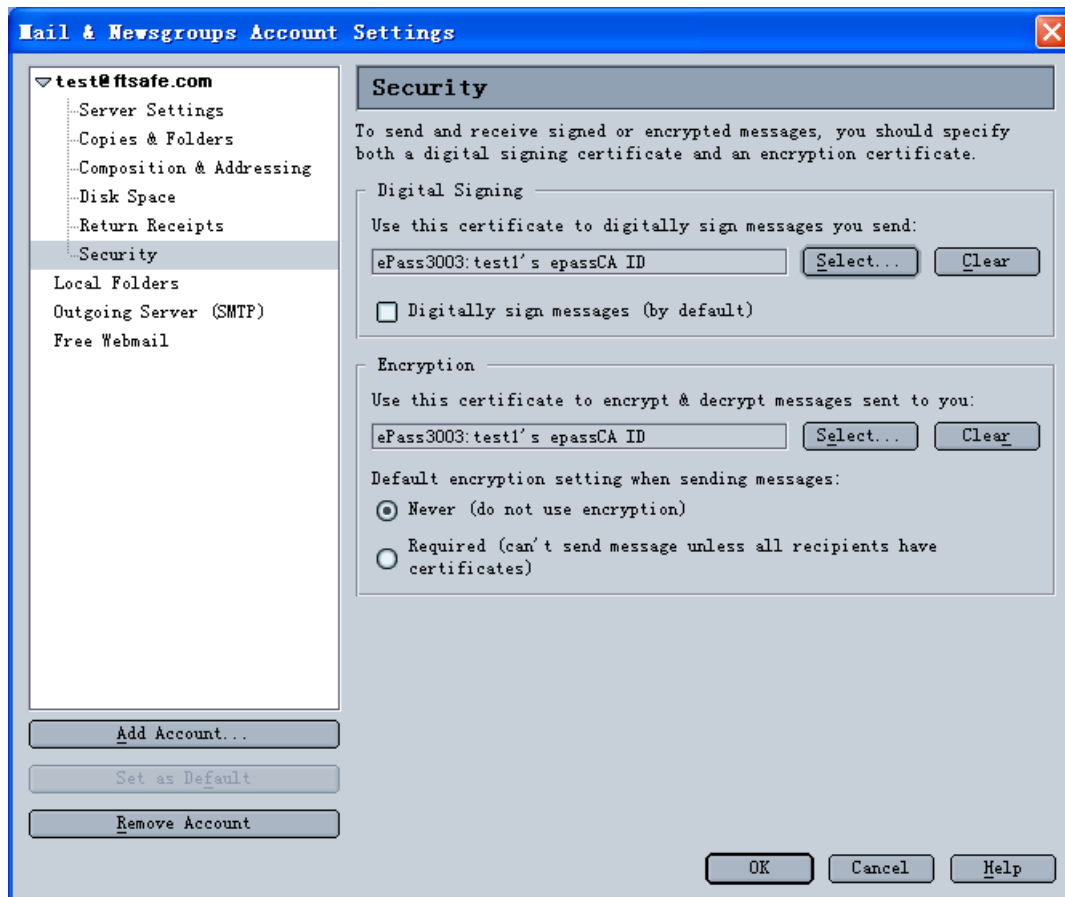 Mail & Newsgroups Account Settings
test@ftsafe.com
Server Settings
Copies & Folders
Composition & Addressing
Disk Space
Return Receipts
Security
Local Folders
Outgoing Server (SMTP)
Free Webmail
Add Account...
Set as Default
Remove Account
Security
To send and receive signed or encrypted messages, you should specify
both a digital signing certificate and an encryption certificate.
Digital Signing
Use this certificate to digitally sign messages you send:
ePass3003:test1's epassCA ID
Select...
Clear
Digitally sign messages (by default)
Encryption
Use this certificate to encrypt & decrypt messages sent to you:
ePass3003:test1's epassCA ID
Select...
Clear
Default encryption setting when sending messages:
Never (do not use encryption)
Required (can't send message unless all recipients have
certificates)
OK
Cancel
Help